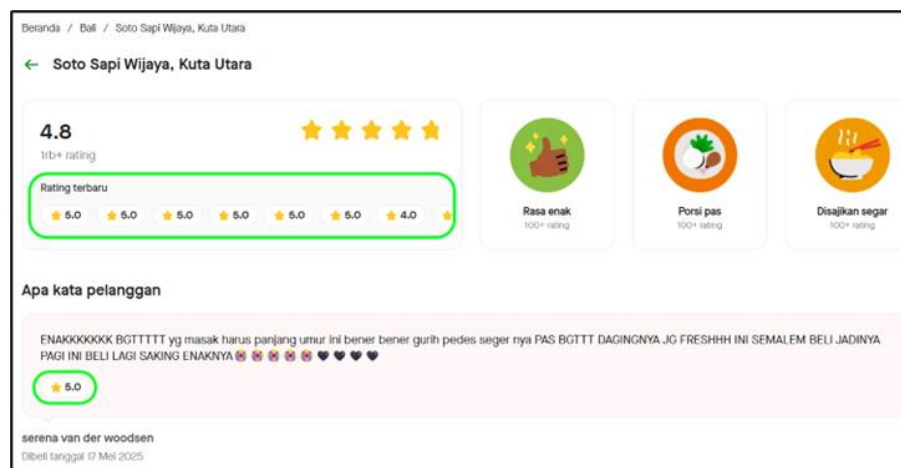 Beranda / Bali / Soto Sapi Wijaya, Kuta Utara
← Soto Sapi Wijaya, Kuta Utara
4.8
1rb+ rating
Rating terbaru
5.0 5.0 5.0 5.0 5.0 5.0 4.0
Rasa enak
100+ rating
Porsi pas
100+ rating
Disajikan segar
100+ rating
Apa kata pelanggan
ENAKKKKKKK BGTTTTT yg masak harus panjang umur ini bener bener gurih pedes seger nya PAS BGTTT DAGINGNYA JG FRESHHH INI SEMALEM BELI JADINYA
PAGI INI BELI LAGI SAKING ENAKNYA
5.0
serena van der woodsen
Dibeli tanggal 17 Mei 2025